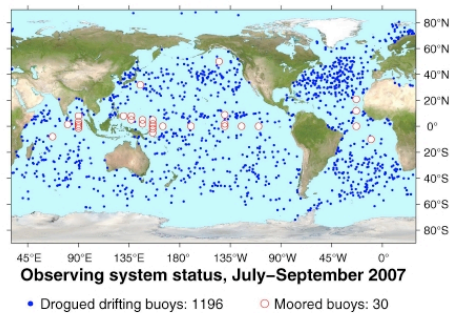 80°N
60°N
40°N
20°N
0°
20°S
40°S
60°S
80°S
45°E 90°E 135°E 180° 135°W 90°W 45°W 0°
Observing system status, July–September 2007
Drogued drifting buoys: 1196 Moored buoys: 30